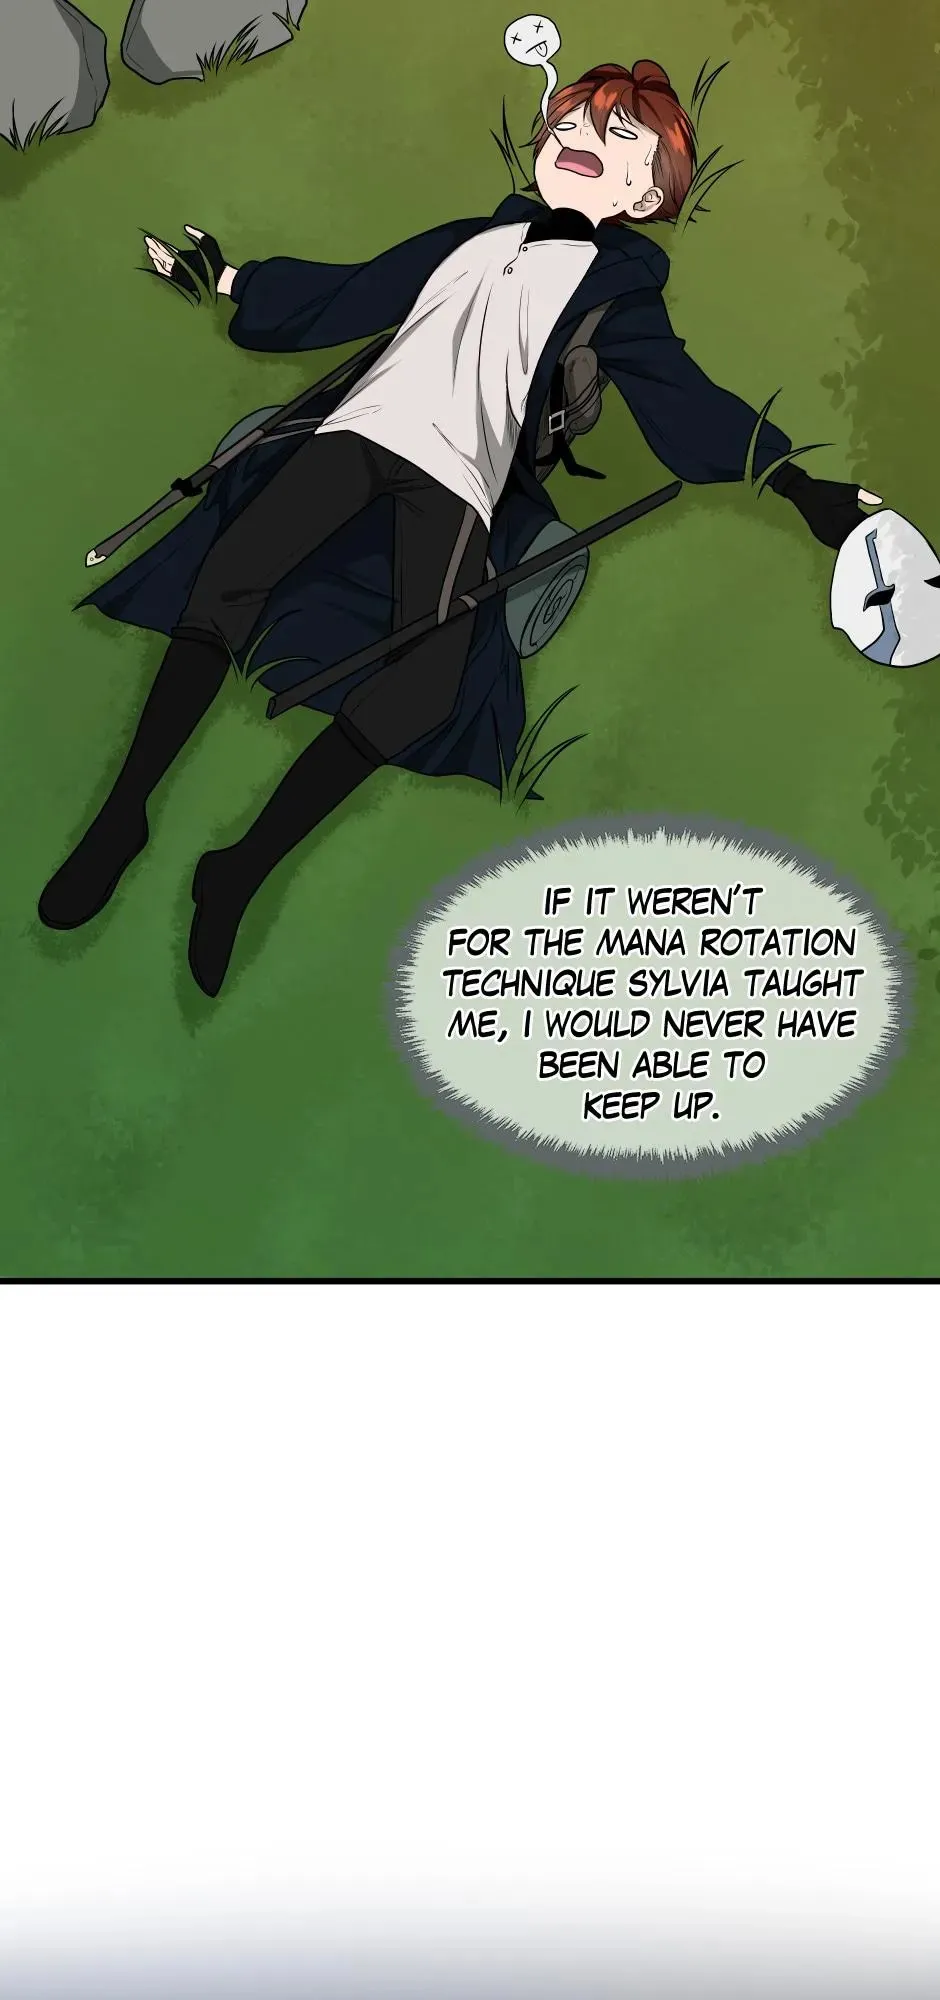 IF IT WEREN'T
FOR THE MANA ROTATION
TECHNIQUE SYLVIA TAUGHT
ME, I WOULD NEVER HAVE
BEEN ABLE TO
KEEP UP.